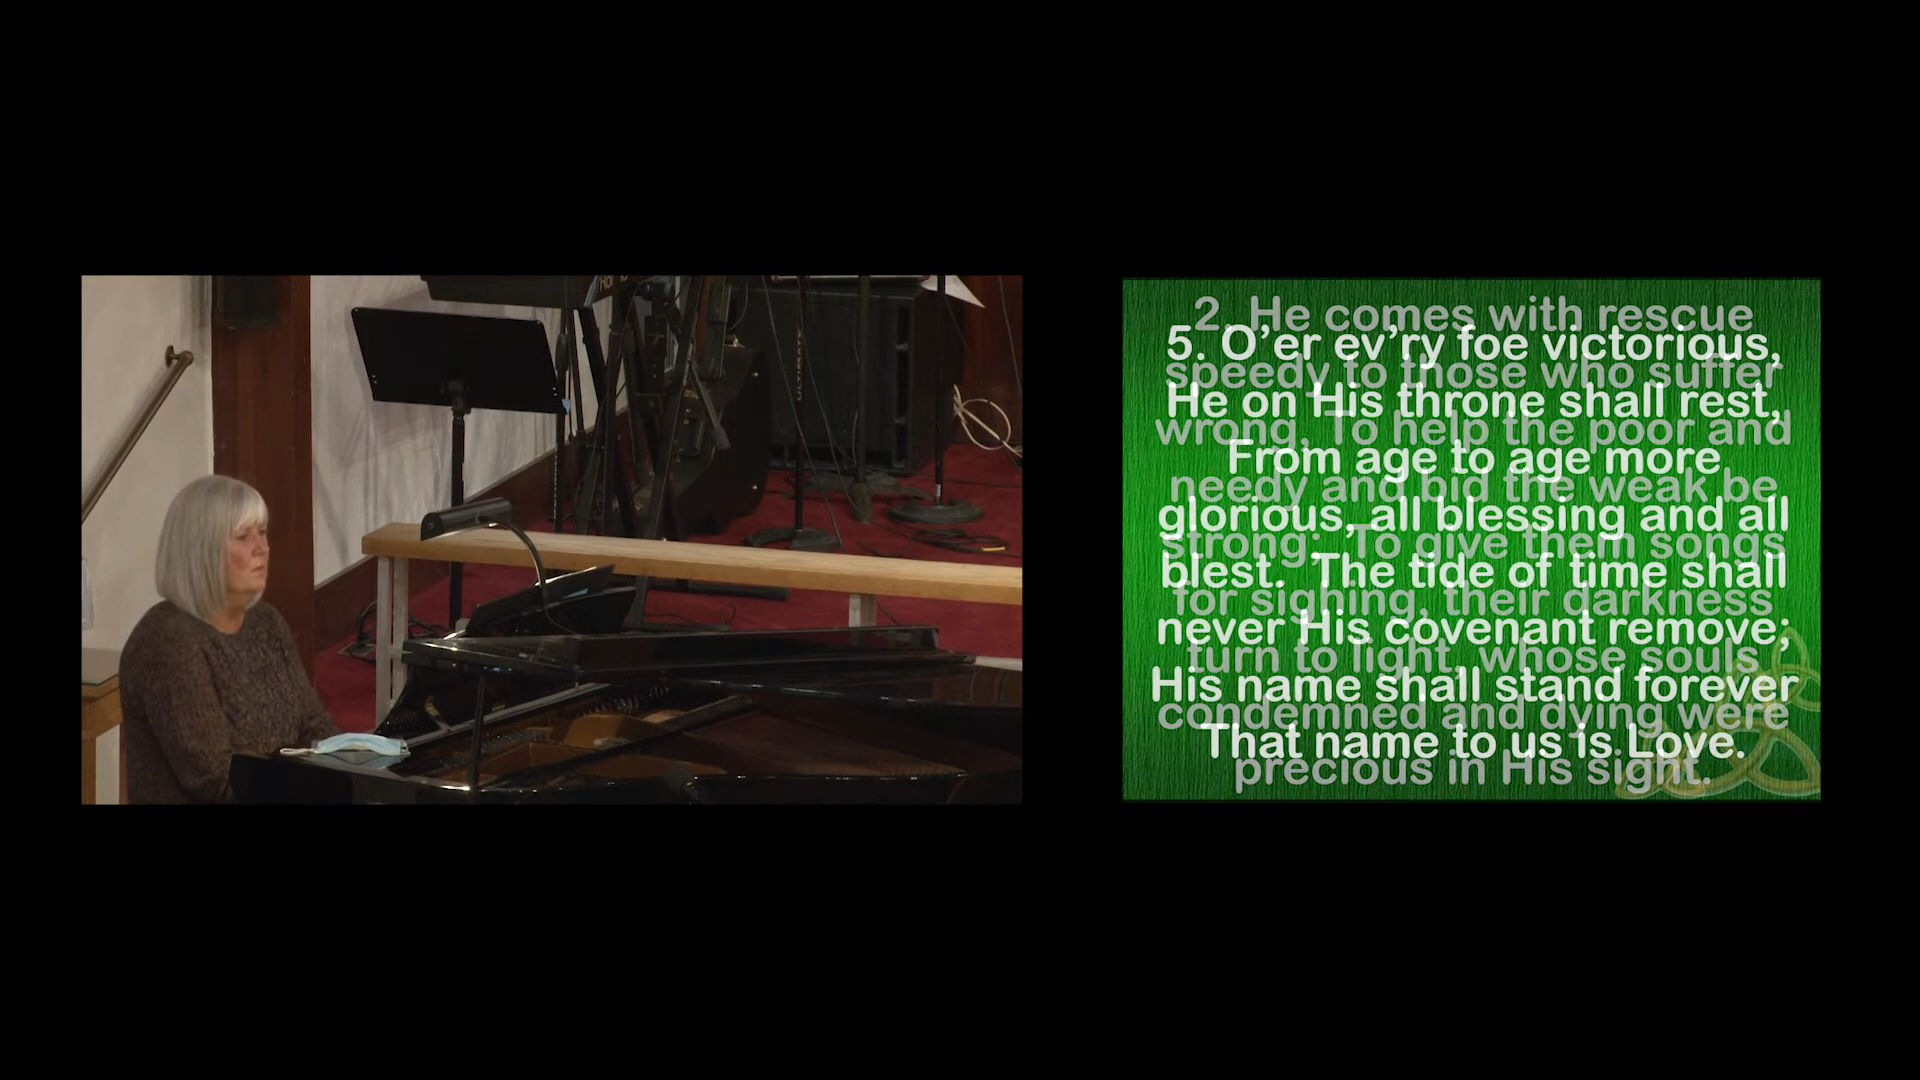 2. He comes with rescue
speedy to those who suffer
wrong, To help the poor and
needy and bid the weak be
strong; To give them songs
for sighing, their darkness
turn to light, whose souls,
condemned and dying were
precious in His sight.
5. O’er ev’ry foe victorious,
He on His throne shall rest,
From age to age more
glorious, all blessing and all
blest. The tide of time shall
never His covenant remove;
His name shall stand forever
That name to us is Love.
ULTIMATE